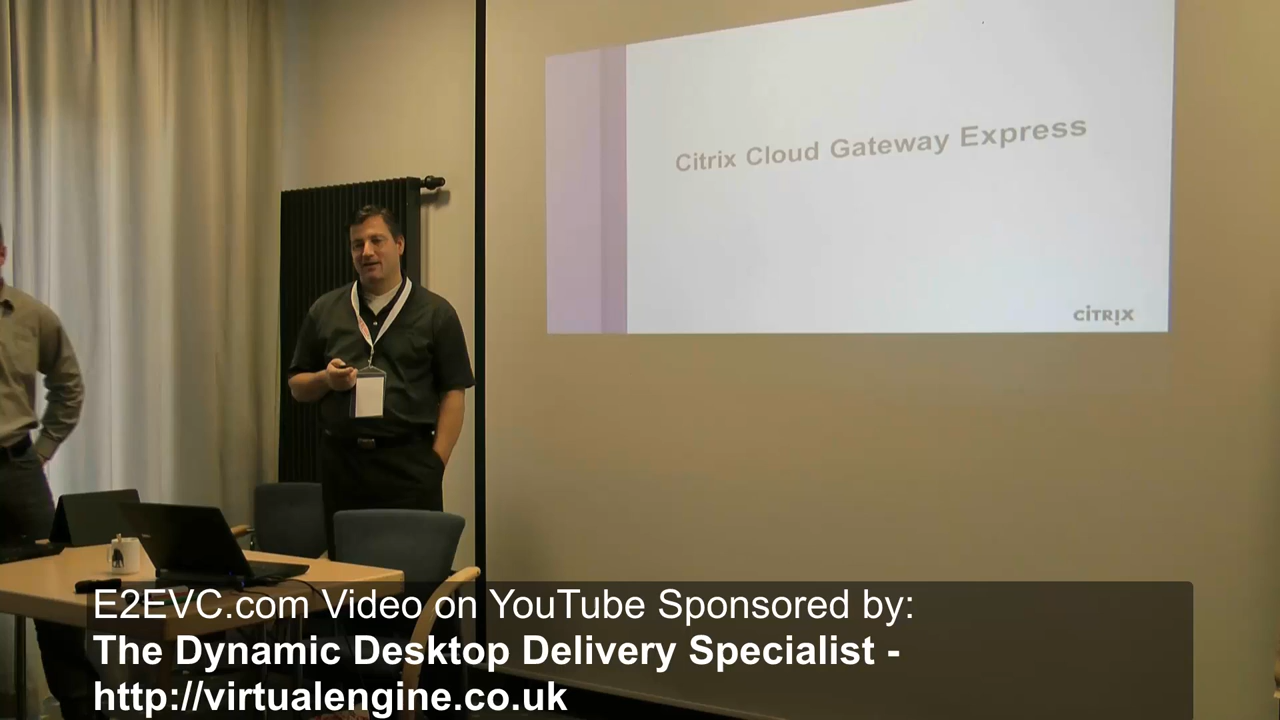 Citrix Cloud Gateway Express
CITRIX
E2EVC.com Video on YouTube Sponsored by:
The Dynamic Desktop Delivery Specialist -
http://virtualengine.co.uk